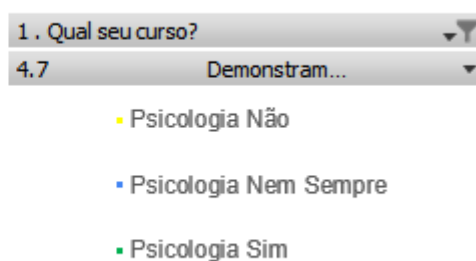 1 . Qual seu curso?
4.7 Demonstram...
Psicologia Não
Psicologia Nem Sempre
Psicologia Sim